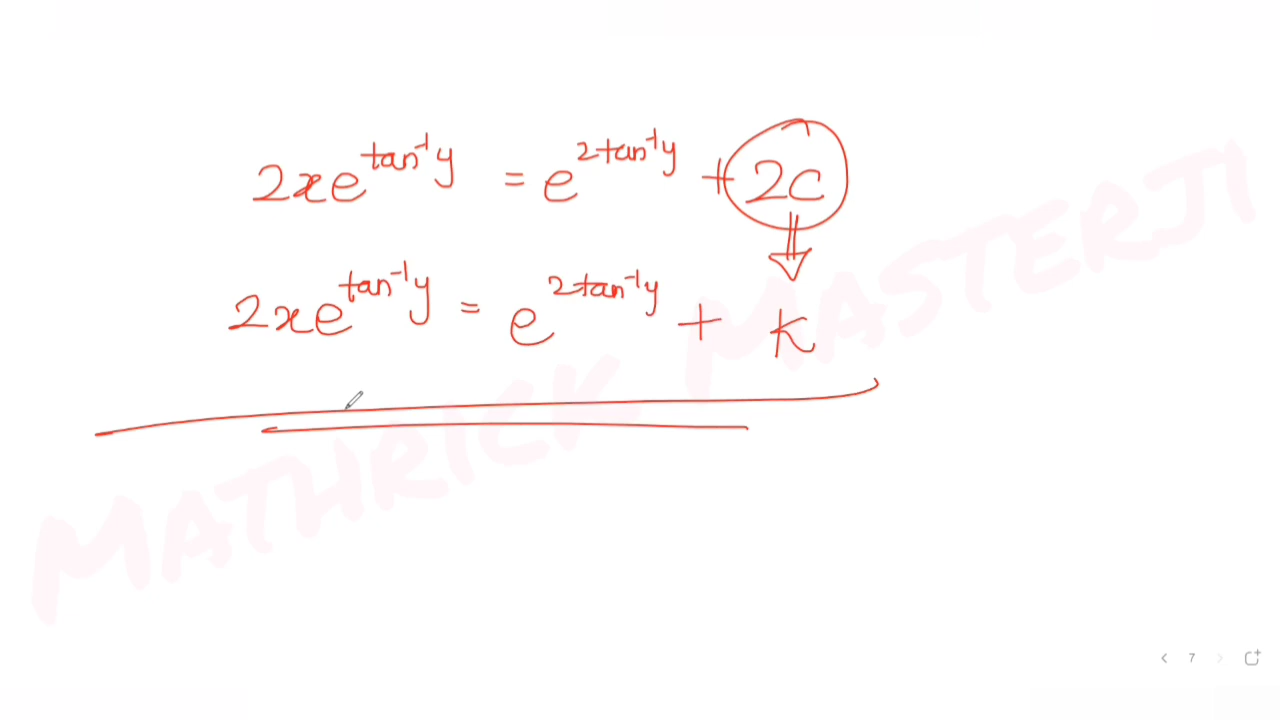 2xe^{tan⁻¹y} = e^{2tan⁻¹y} + 2c
2xe^{tan⁻¹y} = e^{2tan⁻¹y} + k
MATHRICK MASTERJI
7